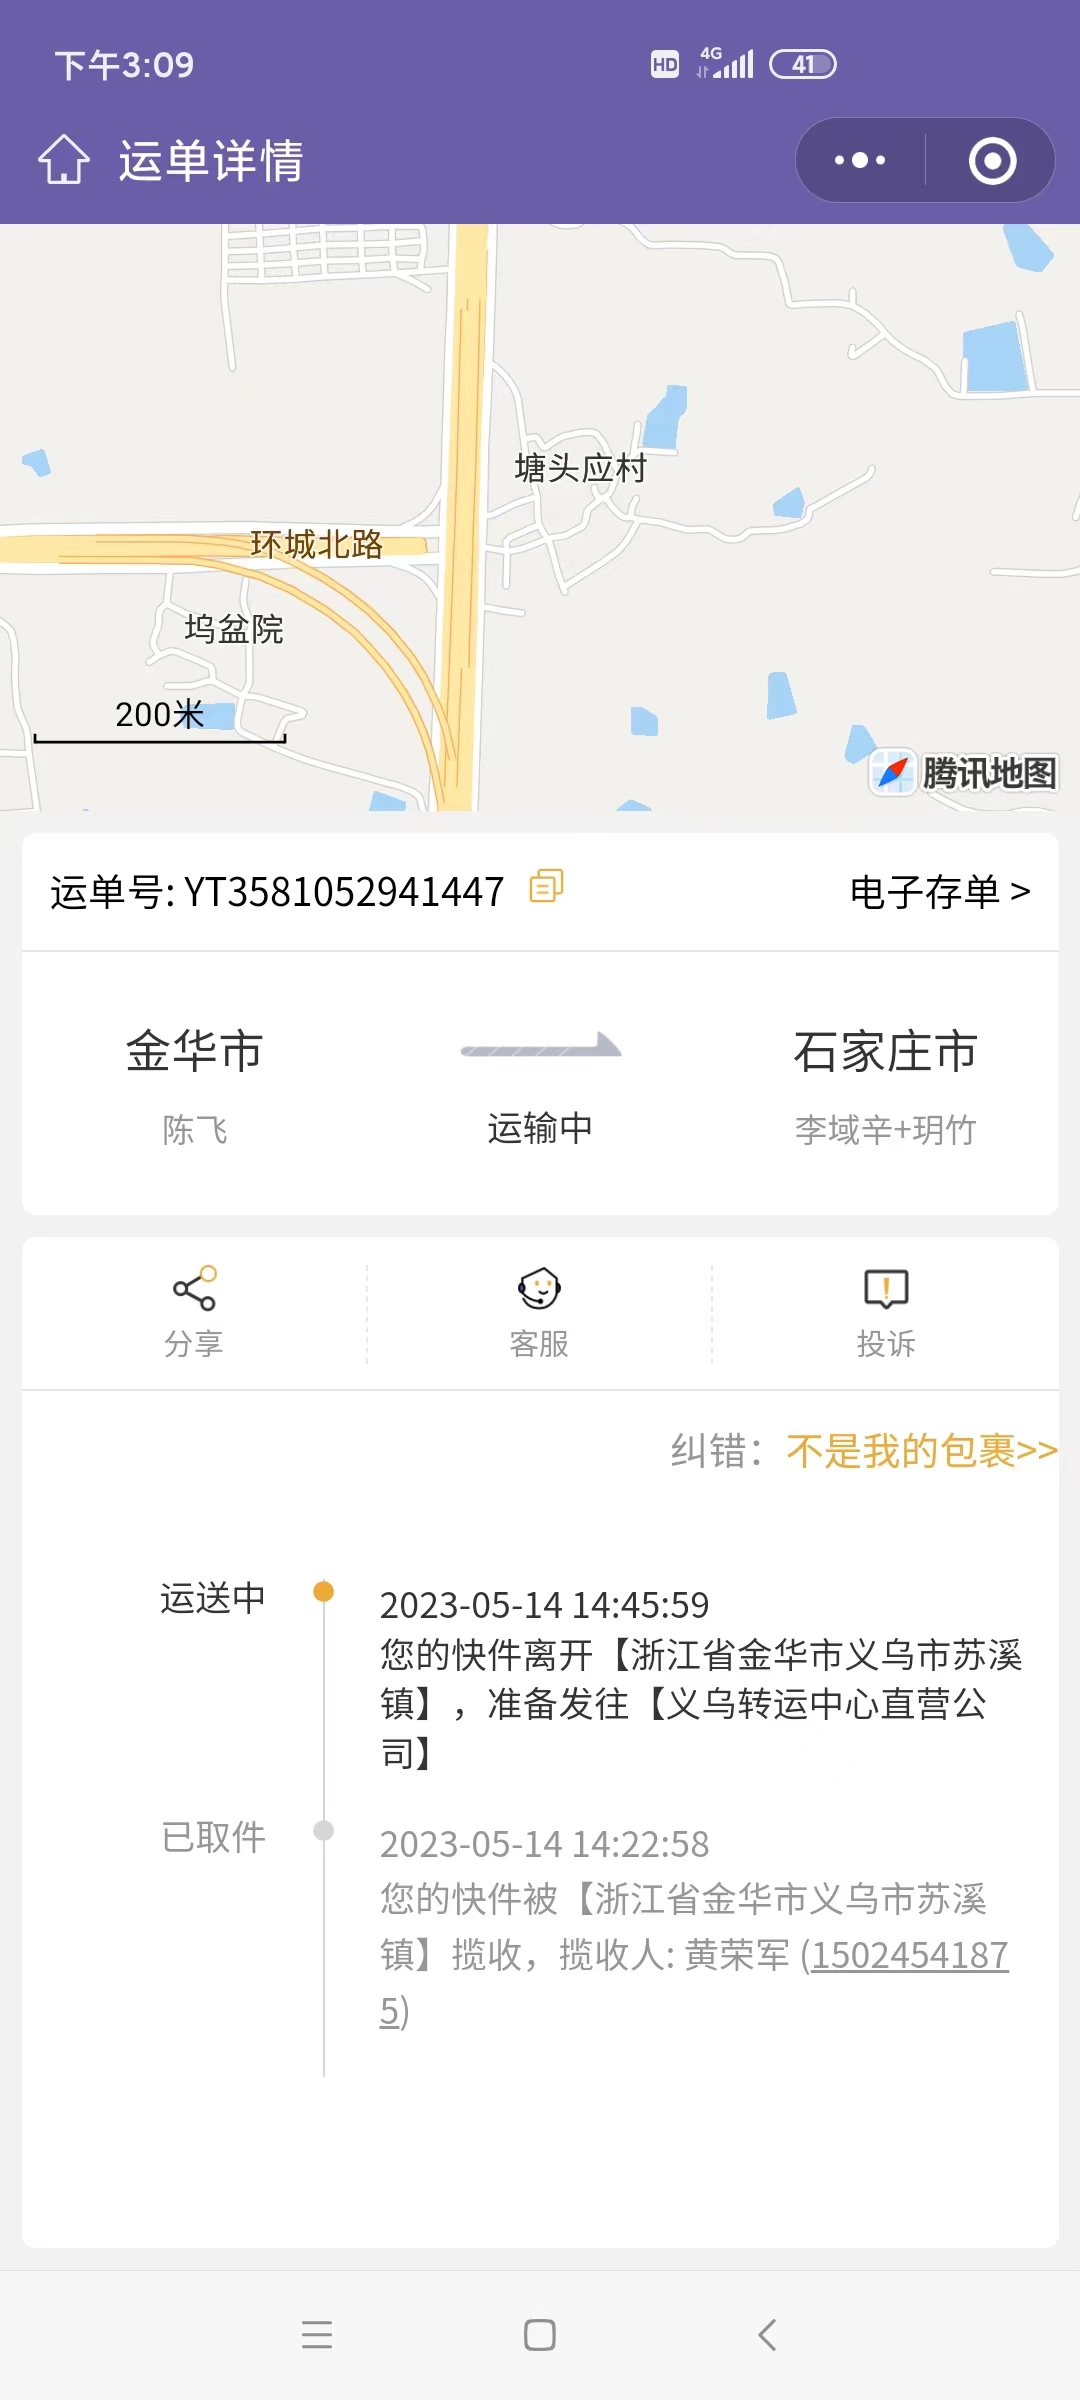 下午3:09
HD
4G
41
运单详情
塘头应村
环城北路
坞盆院
200米
腾讯地图
运单号: YT3581052941447
电子存单 >
金华市
石家庄市
陈飞
运输中
李域辛+玥竹
分享
客服
投诉
纠错：不是我的包裹>>
运送中
2023-05-14 14:45:59
您的快件离开【浙江省金华市义乌市苏溪
镇】，准备发往【义乌转运中心直营公
司】
已取件
2023-05-14 14:22:58
您的快件被【浙江省金华市义乌市苏溪
镇】揽收，揽收人: 黄荣军 (1502454187
5)